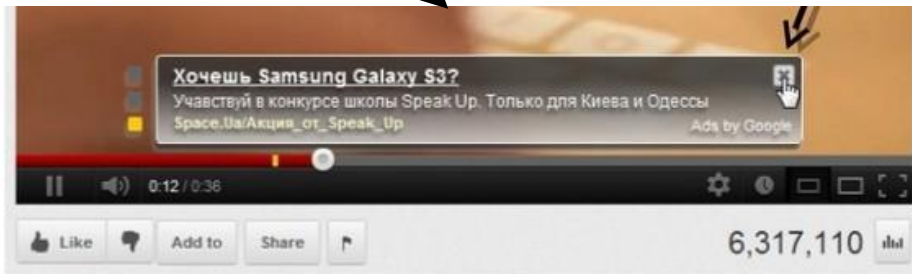 Хочешь Samsung Galaxy S3?
Учавствуй в конкурсе школы Speak Up. Только для Киева и Одессы
Space.Ua/Акция_от_Speak_Up
Ads by Google
0:12 / 0:36
Like
Add to
Share
6,317,110